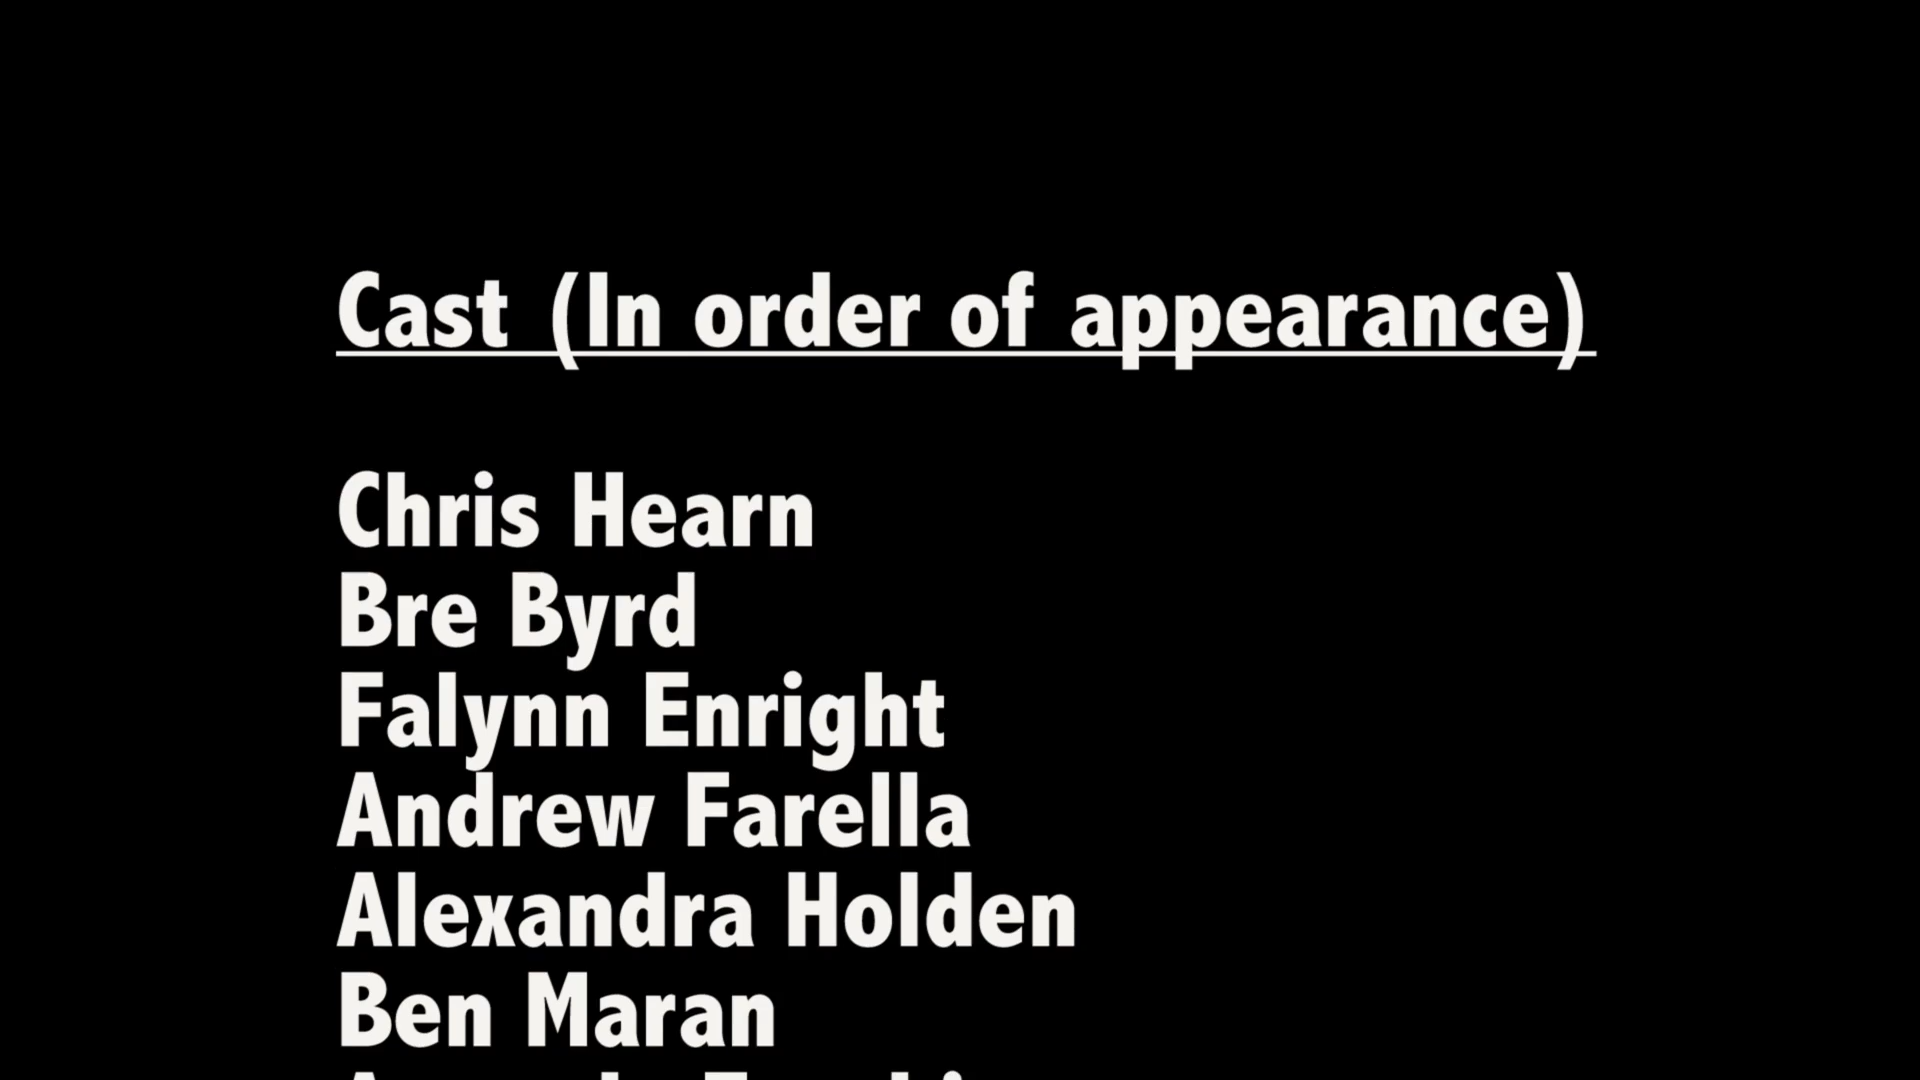 Cast (In order of appearance)
Chris Hearn
Bre Byrd
Falynn Enright
Andrew Farella
Alexandra Holden
Ben Maran